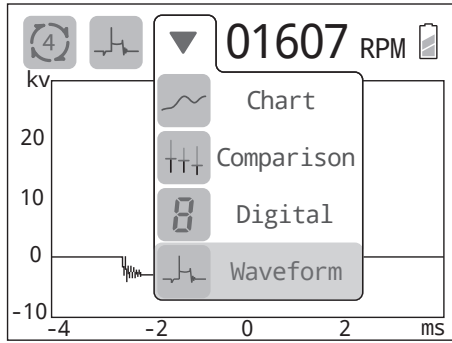 4 01607 RPM
kv
Chart
20
Comparison
10
8 Digital
0
Waveform
-10
-4 -2 0 2 ms